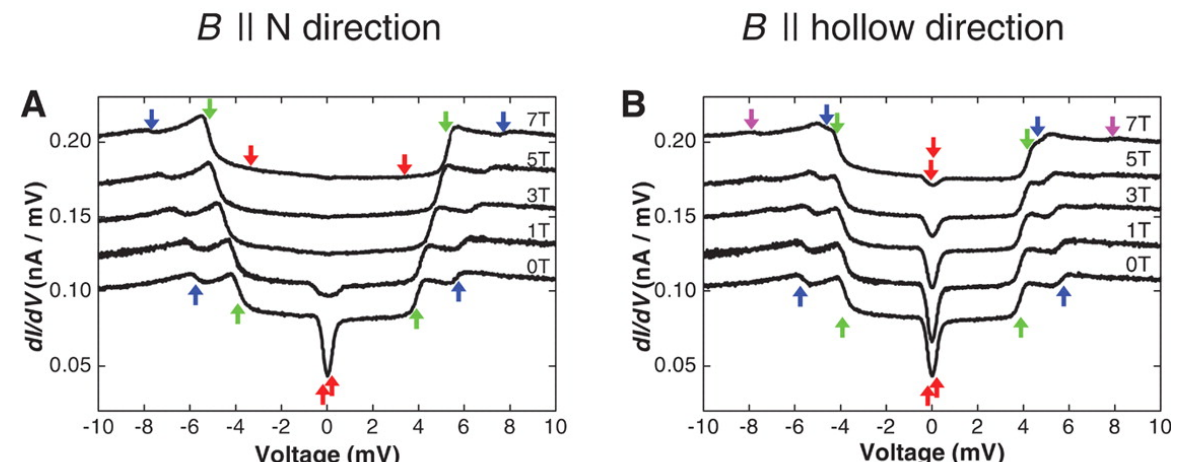 B || N direction
B || hollow direction
A
dI/dV (nA / mV)
0.20
0.15
0.10
0.05
7T
5T
3T
1T
0T
-10 -8 -6 -4 -2 0 2 4 6 8 10
Voltage (mV)
B
dI/dV (nA / mV)
0.20
0.15
0.10
0.05
7T
5T
3T
1T
0T
-10 -8 -6 -4 -2 0 2 4 6 8 10
Voltage (mV)